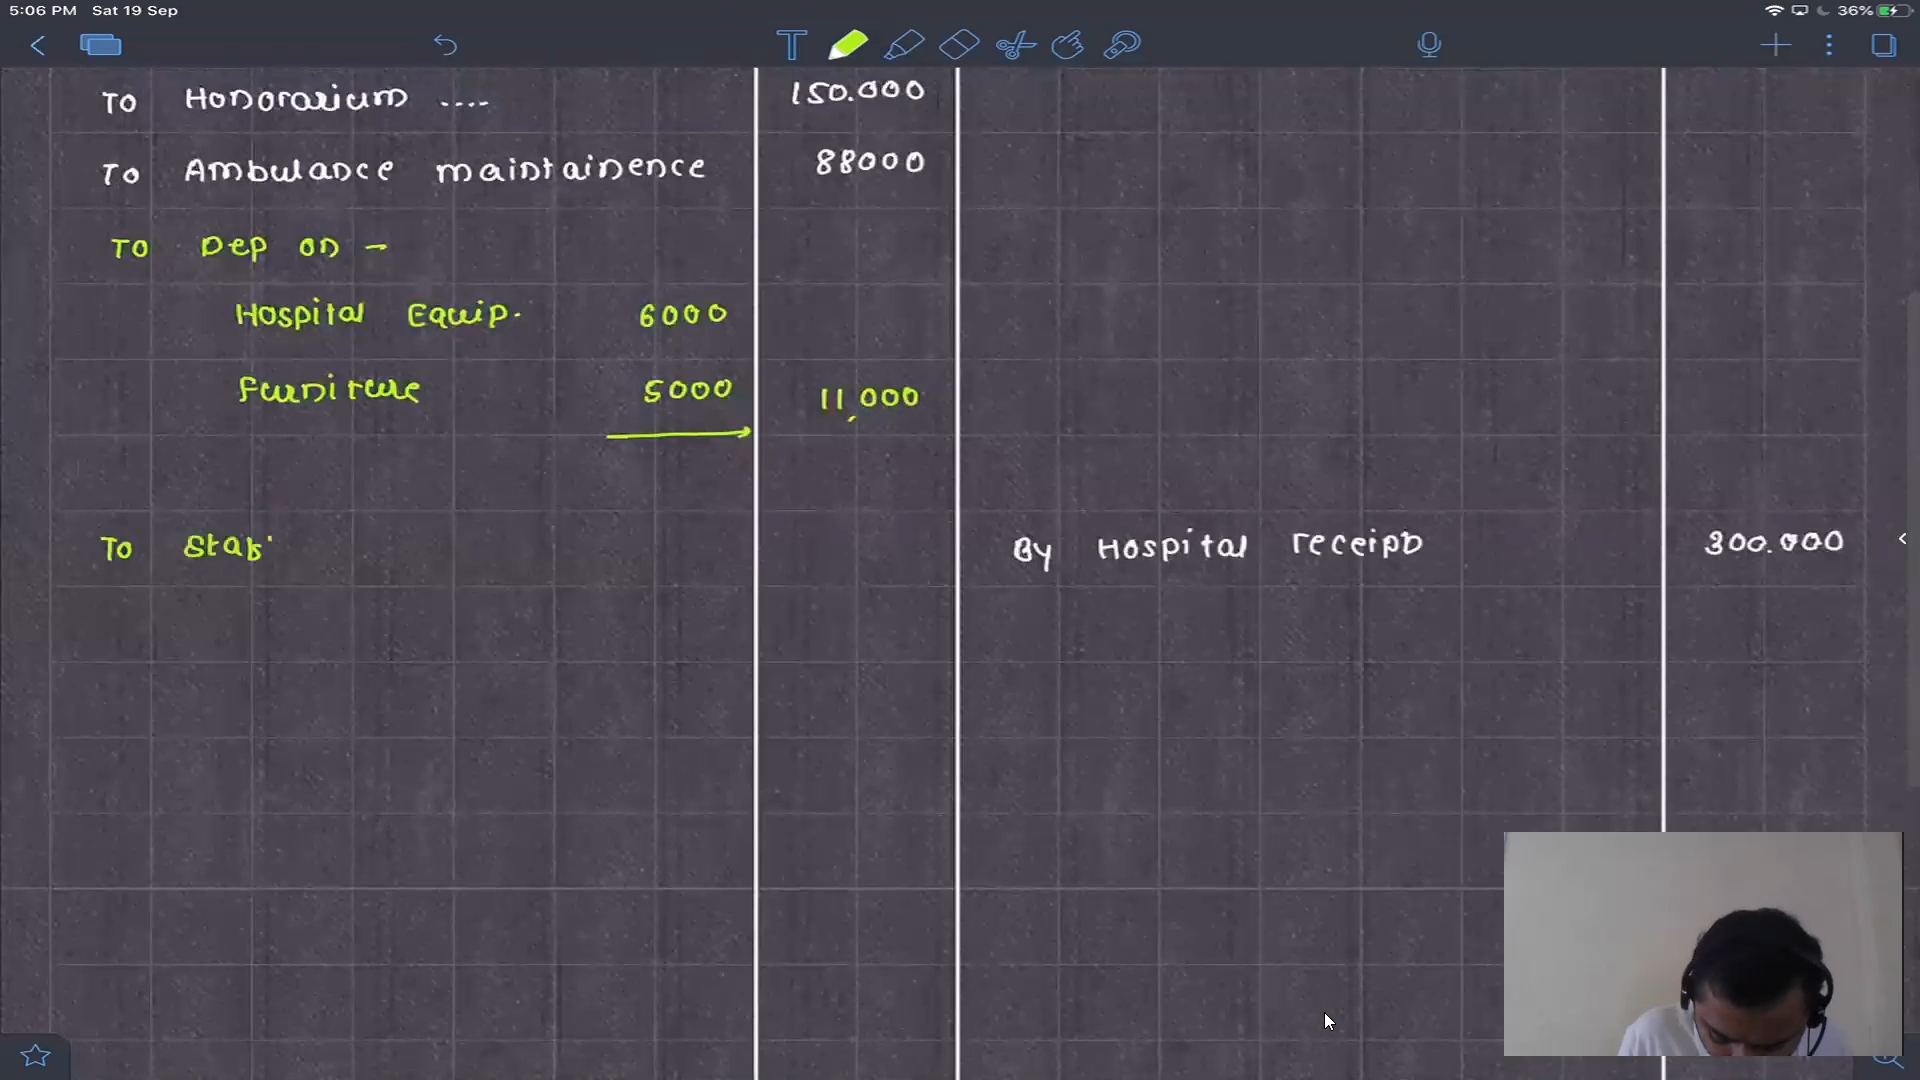 5:06 PM Sat 19 Sep
36%
To Honorarium .... 150.000
To Ambulance maintainence 88000
To Dep on -
Hospital Equip. 6000
Furniture 5000 11,000
To
By Hospital receipt 300.000